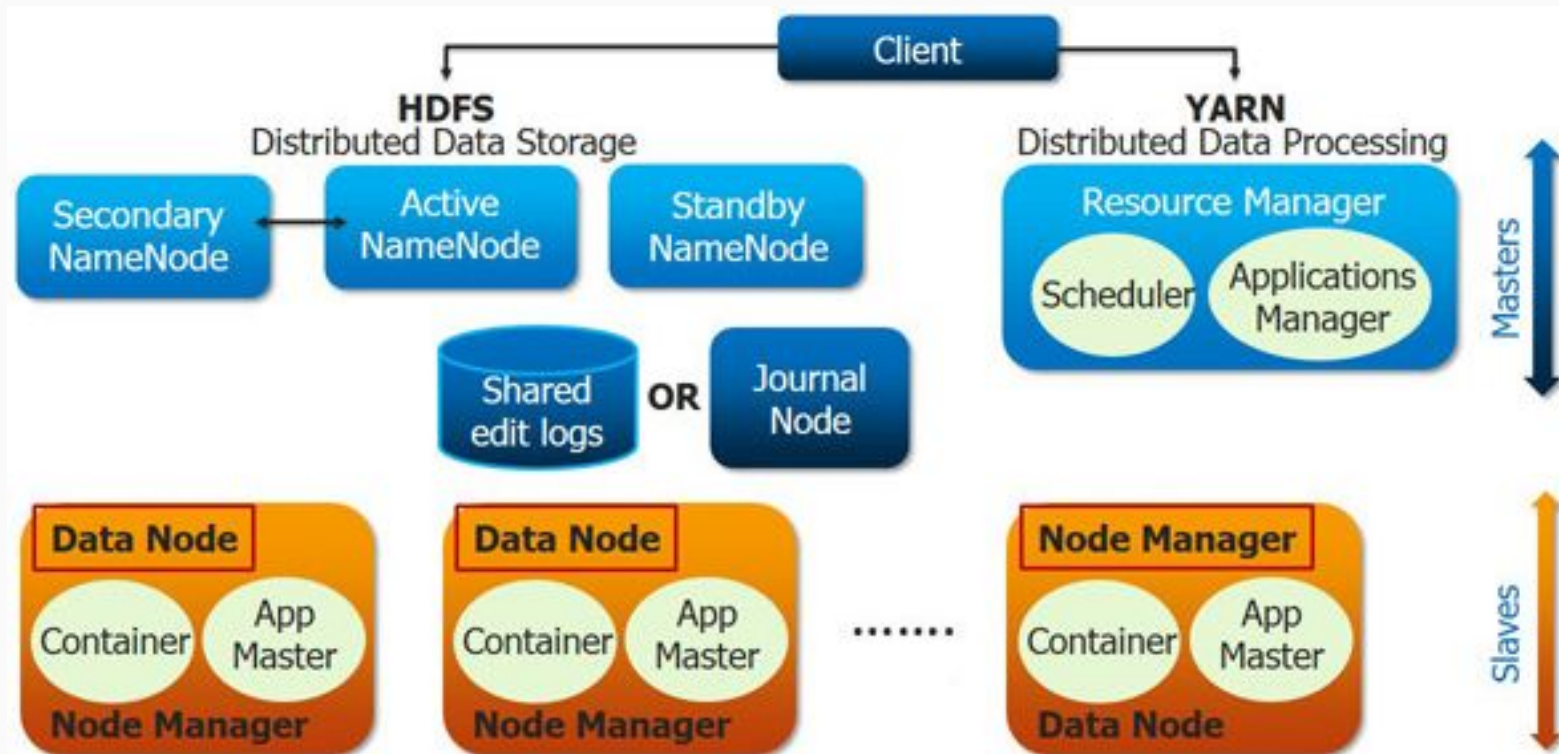 Client
HDFS
Distributed Data Storage
YARN
Distributed Data Processing
Secondary
NameNode
Active
NameNode
Standby
NameNode
Resource Manager
Scheduler
Applications
Manager
Masters
Shared
edit logs
OR
Journal
Node
Data Node
Container
App
Master
Node Manager
Data Node
Container
App
Master
Node Manager
.......
Node Manager
Container
App
Master
Data Node
Slaves